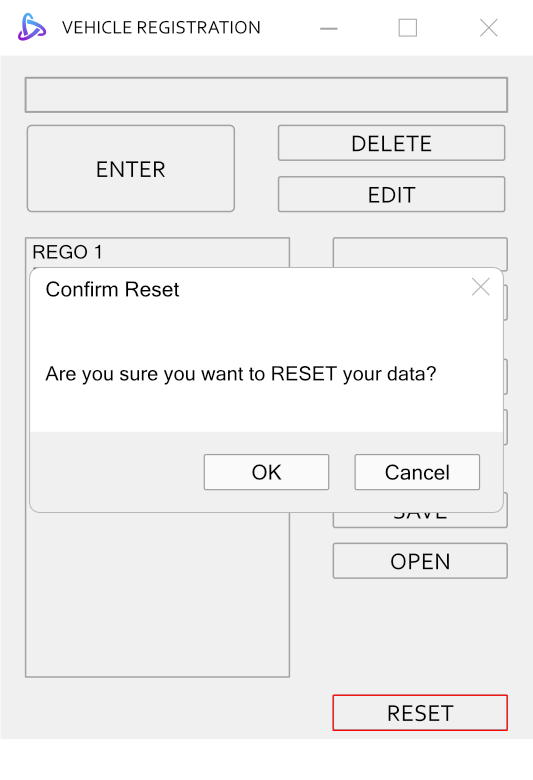 VEHICLE REGISTRATION
ENTER
DELETE
EDIT
REGO 1
Confirm Reset
Are you sure you want to RESET your data?
OK
Cancel
SAVE
OPEN
RESET